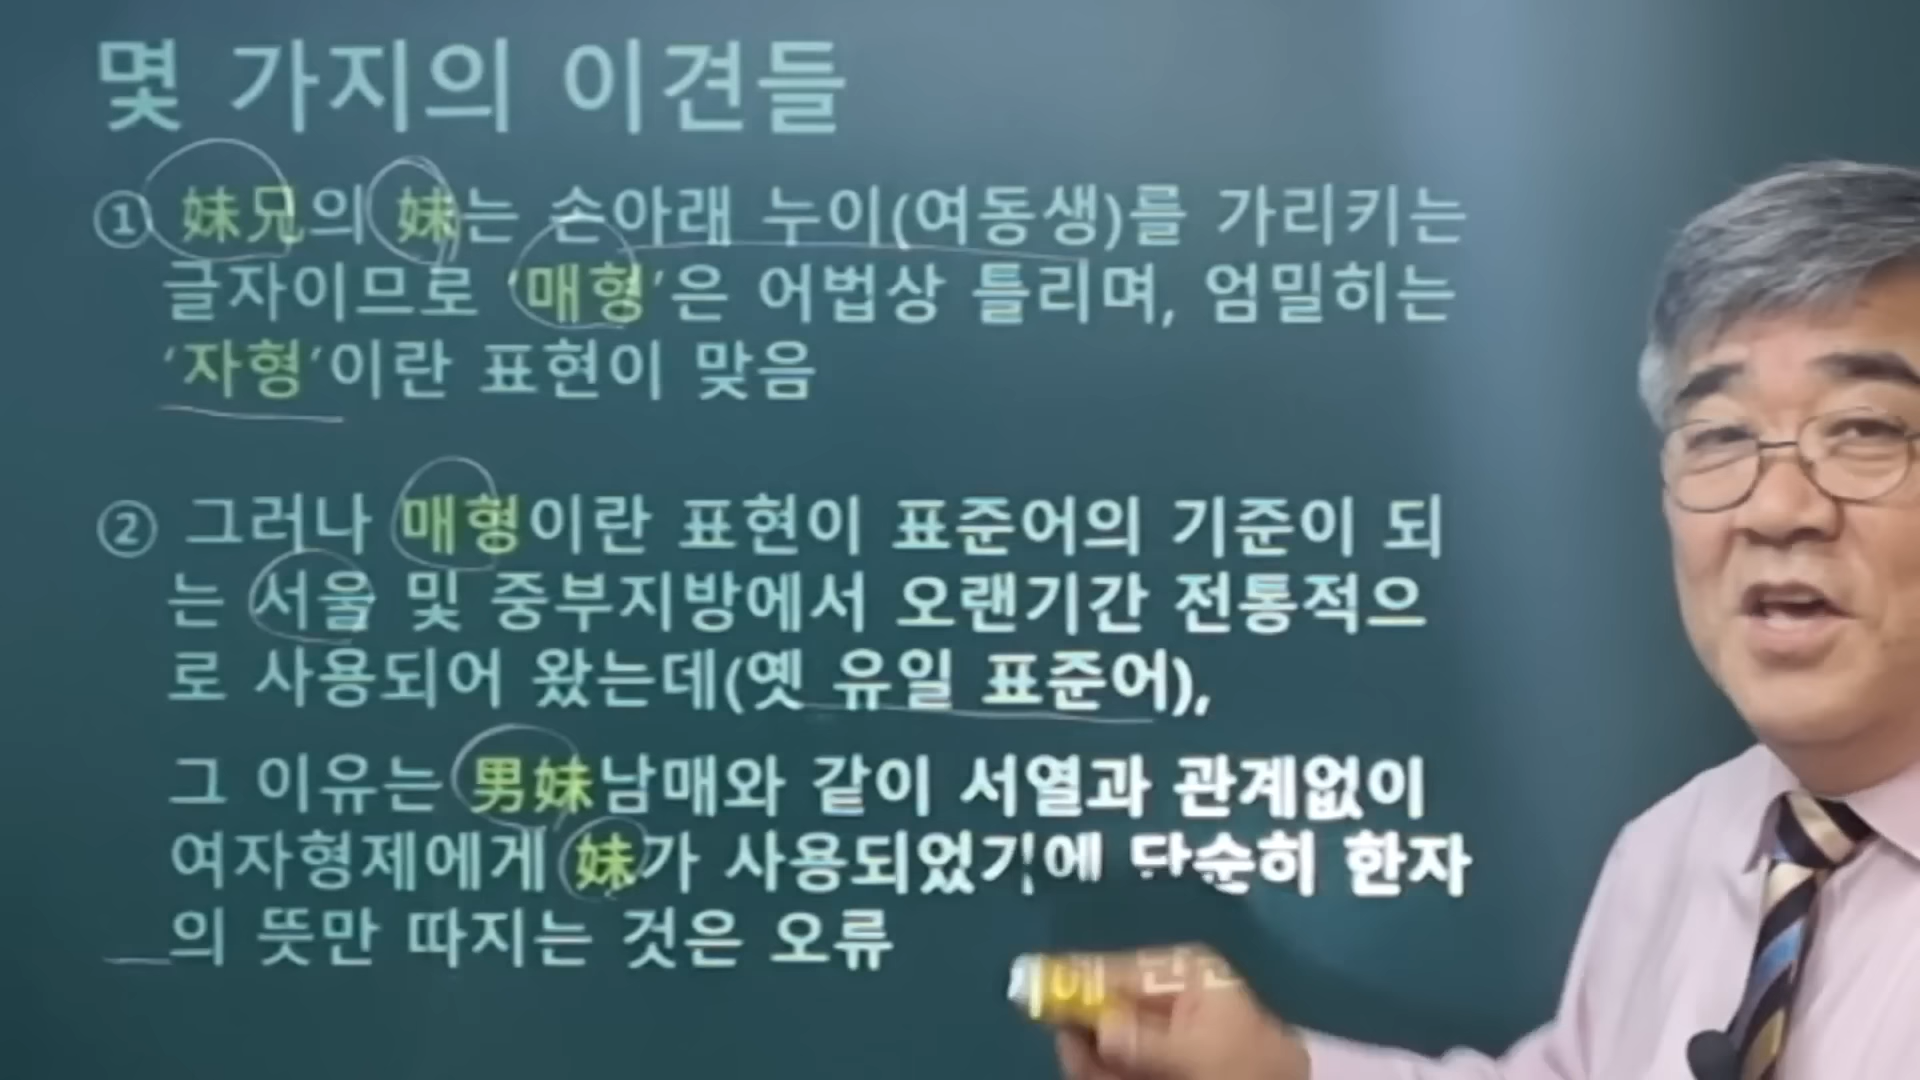 몇 가지의 이견들
① 妹兄의 妹는 손아래 누이(여동생)를 가리키는
글자이므로 '매형'은 어법상 틀리며, 엄밀히는
'자형'이란 표현이 맞음
② 그러나 매형이란 표현이 표준어의 기준이 되
는 서울 및 중부지방에서 오랜기간 전통적으
로 사용되어 왔는데(옛 유일 표준어),
그 이유는 男妹남매와 같이 서열과 관계없이
여자형제에게 妹가 사용되었기에 단순히 한자
의 뜻만 따지는 것은 오류